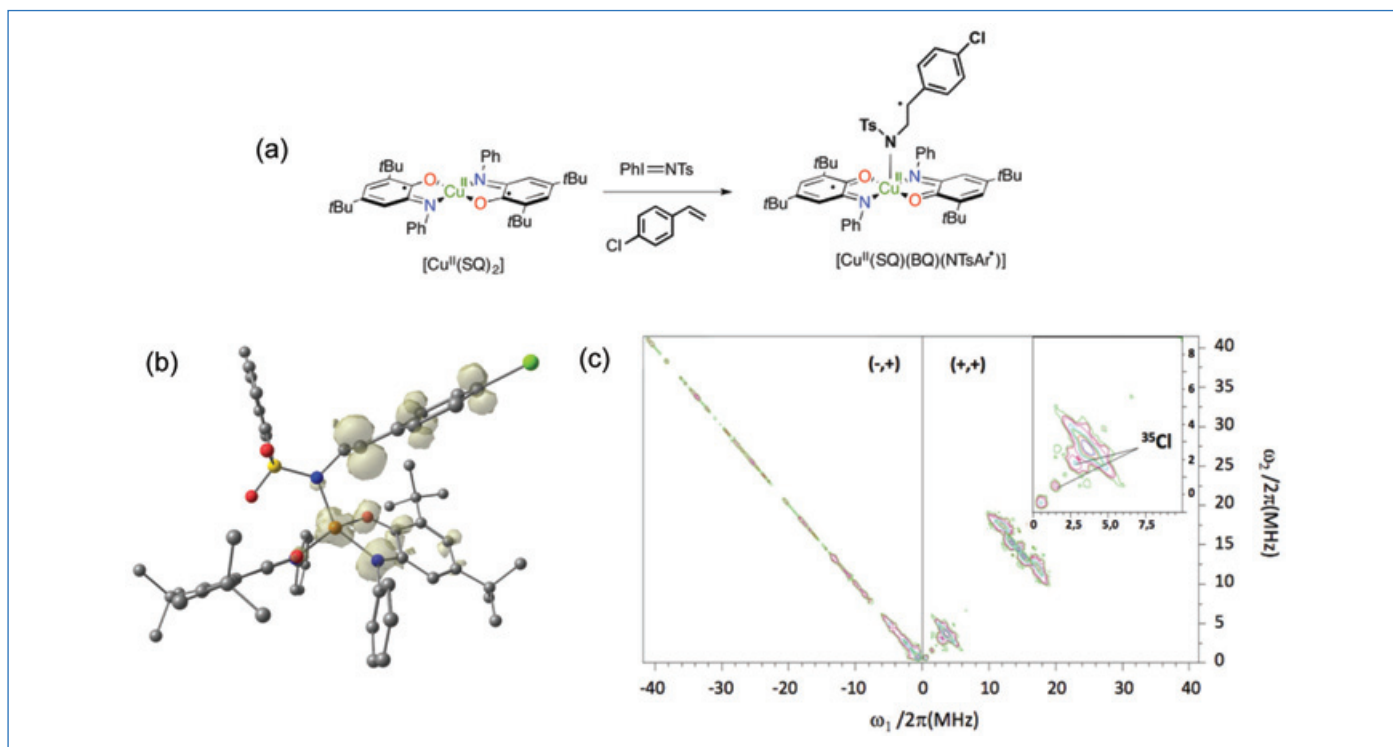 (a)
tBu
O
Ph
N
Cu
II
N
O
tBu
tBu
Ph
tBu
[CuII(SQ)2]
PhI=NTs
Cl
Cl
Ts
N
tBu
O
Ph
N
Cu
II
N
O
tBu
tBu
Ph
tBu
[CuII(SQ)(BQ)(NTsAr•)]
(b)
(c)
(-,+)
(+,+)
35Cl
8
6
4
2
0
2,5
5,0
7,5
40
35
30
25
20
15
10
5
0
ω2/2π(MHz)
-40
-30
-20
-10
0
10
20
30
40
ω1/2π(MHz)